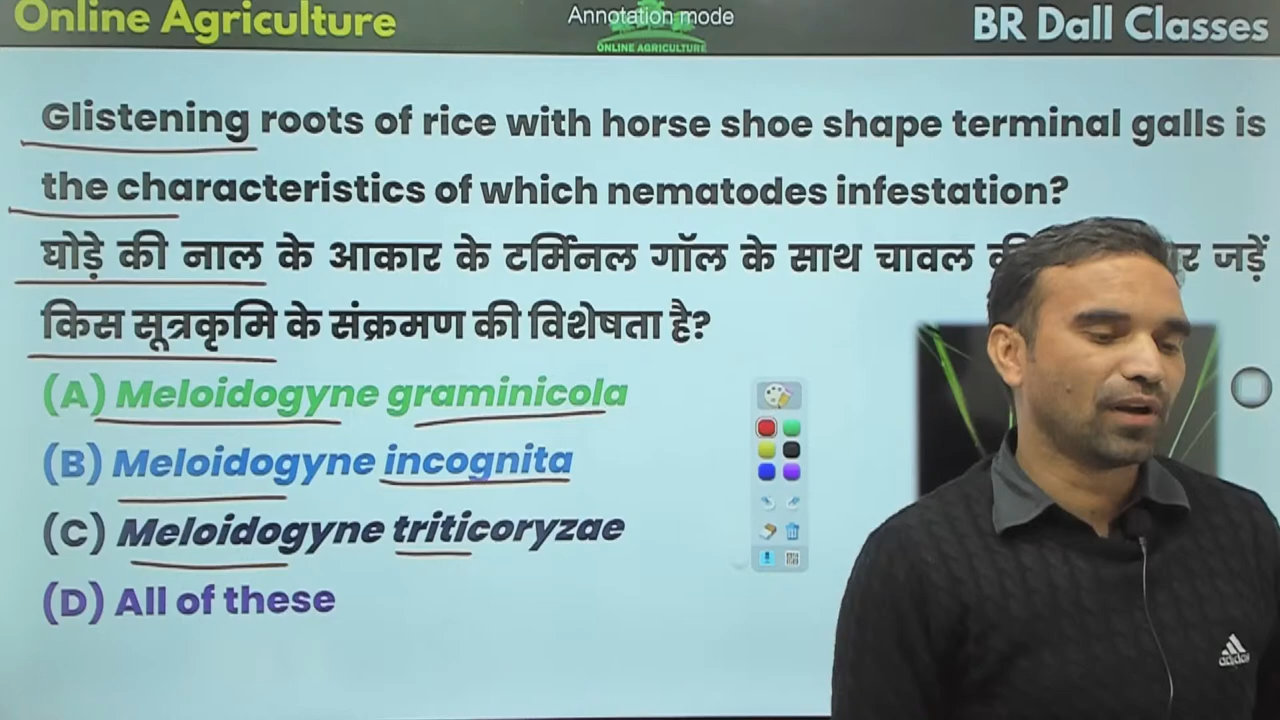 Online Agriculture
Annotation mode
ONLINE AGRICULTURE
BR Dall Classes
Glistening roots of rice with horse shoe shape terminal galls is
the characteristics of which nematodes infestation?
घोड़े की नाल के आकार के टर्मिनल गॉल के साथ चावल जड़ें
किस सूत्रकृमि के संक्रमण की विशेषता है?
(A) Meloidogyne graminicola
(B) Meloidogyne incognita
(C) Meloidogyne triticoryzae
(D) All of these
adidas